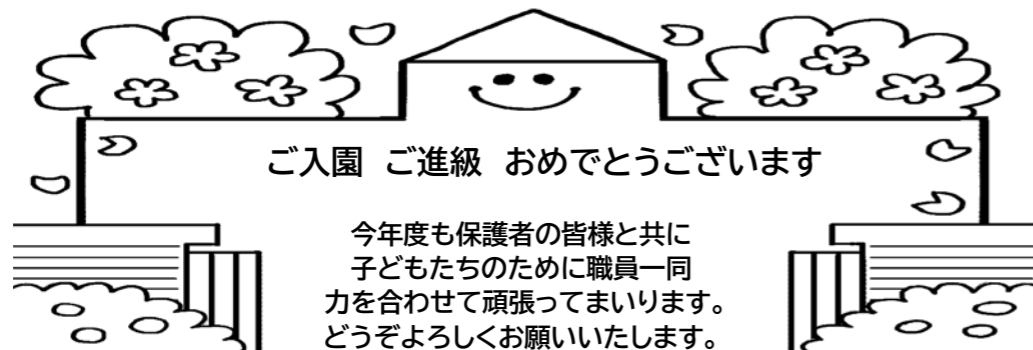 ご入園　ご進級　おめでとうございます
今年度も保護者の皆様と共に
子どもたちのために職員一同
力を合わせて頑張ってまいります。
どうぞよろしくお願いいたします。